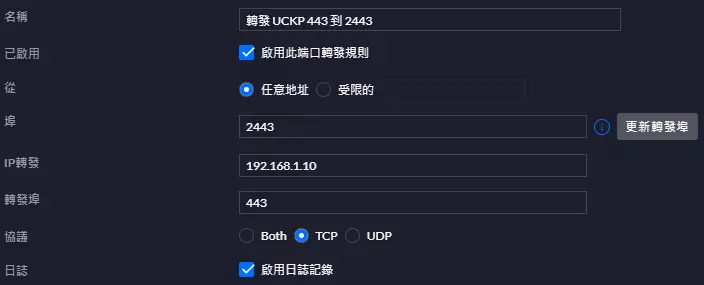 名稱 轉發 UCKP 443 到 2443
已啟用 啟用此端口轉發規則
從 任意地址 受限的
埠 2443 更新轉發埠
IP轉發 192.168.1.10
轉發埠 443
協議 Both TCP UDP
日誌 啟用日誌記錄